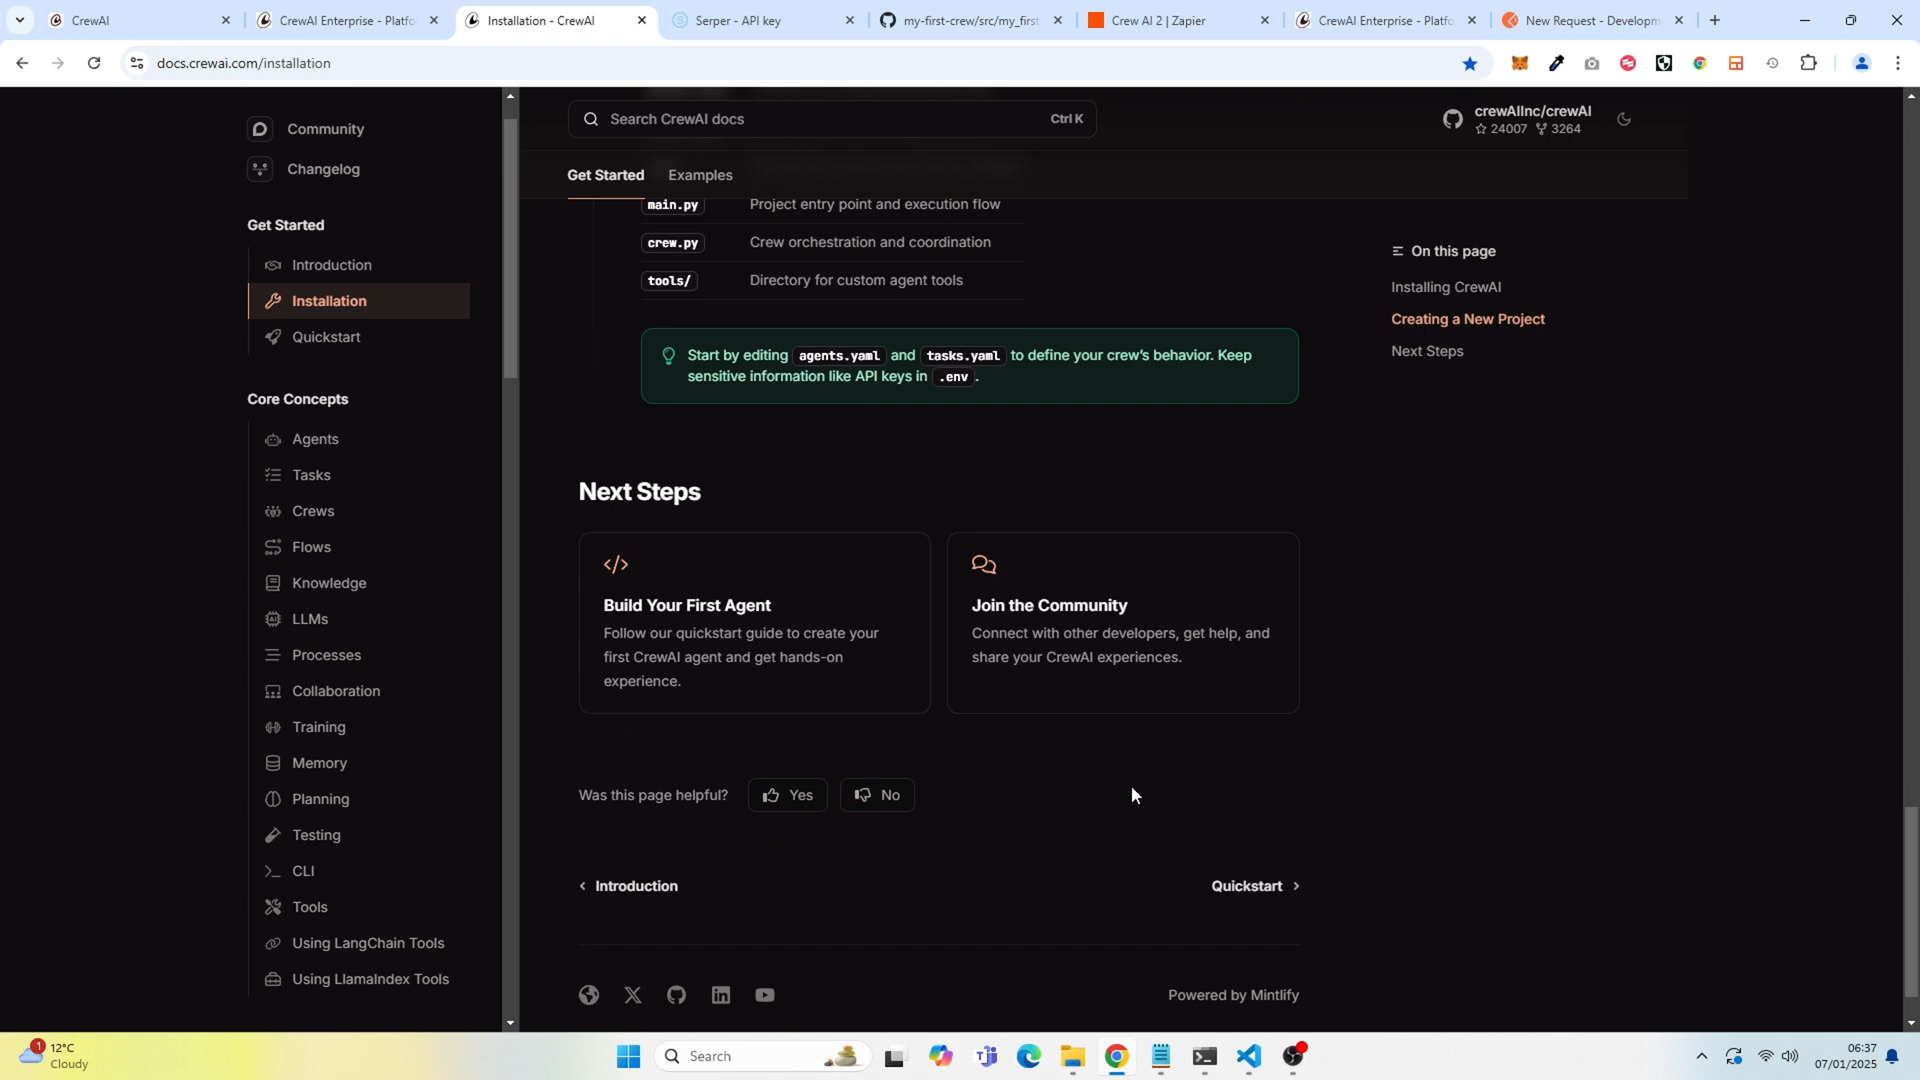 CrewAI
CrewAI Enterprise - Platfo
Installation - CrewAI
Serper - API key
my-first-crew/src/my_first
Crew AI 2 | Zapier
CrewAI Enterprise - Platfo
New Request - Developm
docs.crewai.com/installation
Community
Changelog
Get Started
Introduction
Installation
Quickstart
Core Concepts
Agents
Tasks
Crews
Flows
Knowledge
LLMs
Processes
Collaboration
Training
Memory
Planning
Testing
CLI
Tools
Using LangChain Tools
Using LlamaIndex Tools
Search CrewAI docs
Ctrl K
crewAIInc/crewAI
24007 3264
Get Started Examples
main.py Project entry point and execution flow
crew.py Crew orchestration and coordination
tools/ Directory for custom agent tools
Start by editing agents.yaml and tasks.yaml to define your crew’s behavior. Keep
sensitive information like API keys in .env .
Next Steps
Build Your First Agent
Follow our quickstart guide to create your
first CrewAI agent and get hands-on
experience.
Join the Community
Connect with other developers, get help, and
share your CrewAI experiences.
Was this page helpful? Yes No
Introduction
Quickstart
Powered by Mintlify
On this page
Installing CrewAI
Creating a New Project
Next Steps
1
12°C
Cloudy
Search
06:37
07/01/2025